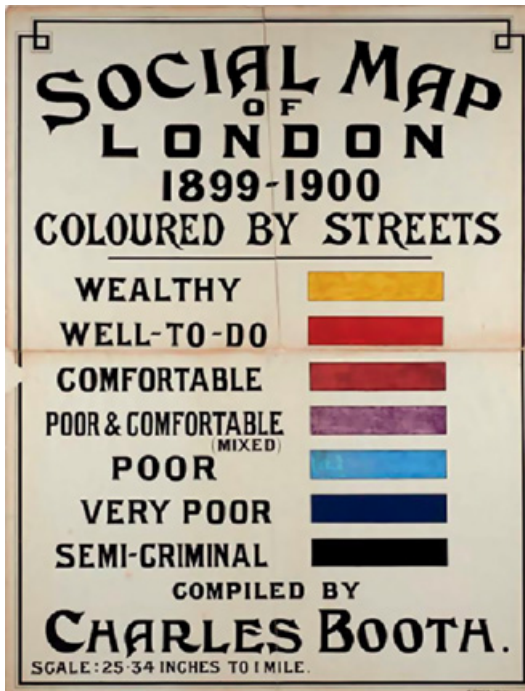 SOCIAL MAP
OF
LONDON
1899-1900
COLOURED BY STREETS
WEALTHY
WELL-TO-DO
COMFORTABLE
POOR & COMFORTABLE
(MIXED)
POOR
VERY POOR
SEMI-CRIMINAL
COMPILED BY
CHARLES BOOTH.
SCALE: 25·34 INCHES TO 1 MILE.